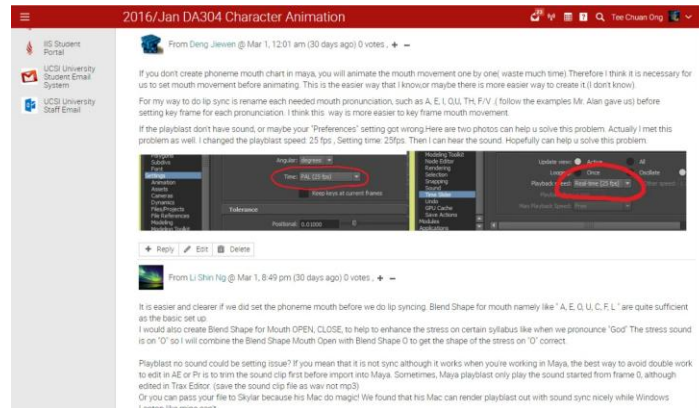 2016/Jan DA304 Character Animation
Tee Chuan Ong
IIS Student
Portal
UCSI University
Student Email
System
UCSI University
Staff Email
From Deng Jiewen @ Mar 1, 12:01 am (30 days ago) 0 votes , + –
If you don't create phoneme mouth chart in maya, you will animate the mouth movement one by one( waste much time).Therefore I think it is necessary for
us to set mouth movement before animating. This is the easier way that I know,or maybe there is more easier way to create it.(I don't know).
For my way to do lip sync is rename each needed mouth pronunciation, such as A, E, I, O,U, TH, F/V .( follow the examples Mr. Alan gave us) before
setting key frame for each pronunciation. I think this way is more easier to key frame mouth movement.
If the playblast don't have sound, or maybe your "Preferences" setting got wrong.Here are two photos can help u solve this problem. Actually I met this
problem as well. I changed the playblast speed: 25 fps , Setting time: 25fps. Then I can hear the sound. Hopefully can help u solve this problem.
Polygons
Subdivs
Font
Settings
Animation
Assets
Cameras
Dynamics
Files/Projects
File References
Modeling
Modeling Toolkit
Angular: degrees
Time: PAL (25 fps)
Keep keys at current frames
Tolerance
Positional: 0.01000
Modeling Toolkit
Node Editor
Rendering
Selection
Snapping
Sound
Time Slider
Undo
GPU Cache
Save Actions
Modules
Applications
Update view: Active All
Looping: Once Oscillate
Playback speed: Real-time [25 fps]
+ Reply Edit Delete
From Li Shin Ng @ Mar 1, 8:49 pm (30 days ago) 0 votes , + –
It is easier and clearer if we did set the phoneme mouth before we do lip syncing. Blend Shape for mouth namely like " A, E, O, U, C, F, L " are quite sufficient
as the basic set up.
I would also create Blend Shape for Mouth OPEN, CLOSE, to help to enhance the stress on certain syllabus like when we pronounce "God" The stress sound
is on "O" so I will combine the Blend Shape Mouth Open with Blend Shape O to get the shape of the stress on "O" correct.
Playblast no sound could be setting issue? If you mean that it is not sync although it works when you're working in Maya, the best way to avoid double work
to edit in AE or Pr is to trim the sound clip first before import into Maya. Sometimes, Maya playblast only play the sound started from frame 0, although
edited in Trax Editor. (save the sound clip file as wav not mp3)
Or you can pass your file to Skylar because his Mac do magic! We found that his Mac can render playblast out with sound sync nicely while Windows